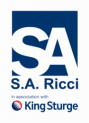 SA
S.A. Ricci
in association with
King Sturge